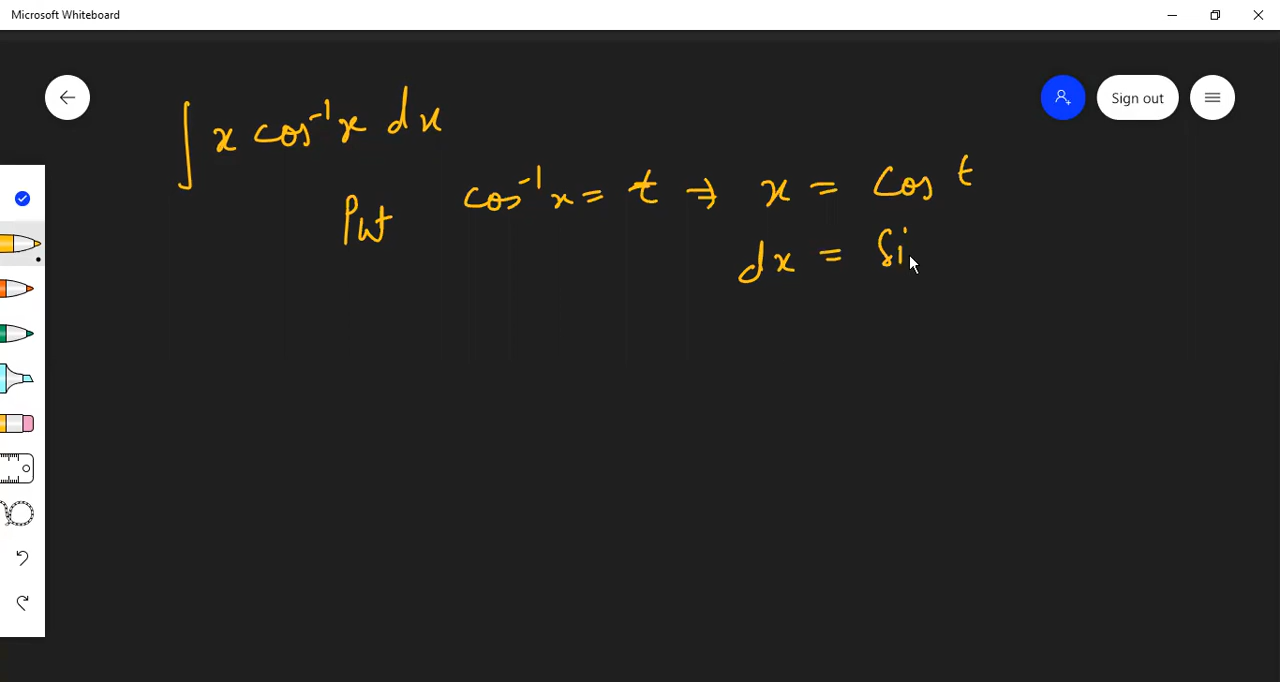 Microsoft Whiteboard
Sign out
∫ x cos⁻¹x dx
Put cos⁻¹x = t ⇒ x = cos t
dx = Si